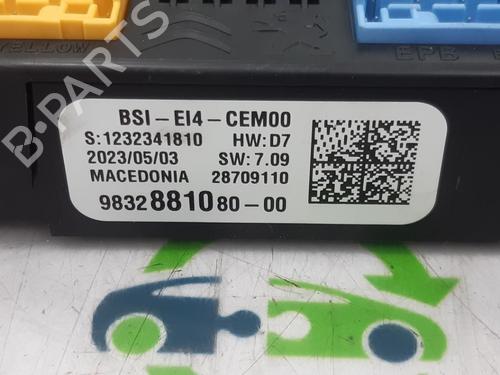 YELLOW
EPB
BSI-EI4-CEM00
S:1232341810 HW:D7
2023/05/03 SW:7.09
MACEDONIA 28709110
9832881080-00
B-PARTS